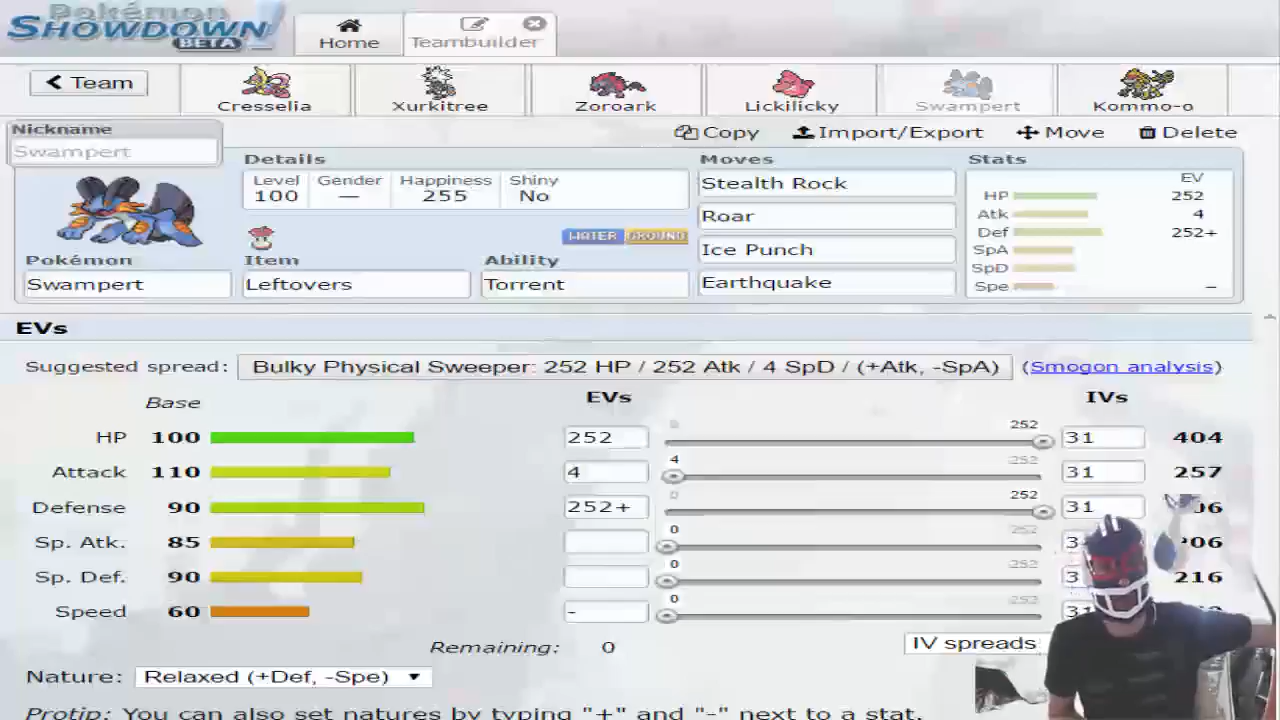 Pokémon
SHOWDOWN!
BETA
Home
Teambuilder
Team
Cresselia
Xurkitree
Zoroark
Lickilicky
Swampert
Kommo-o
Nickname
Swampert
Copy
Import/Export
Move
Delete
Details
Level Gender Happiness Shiny
100 — 255 No
WATER GROUND
Pokémon Item Ability
Swampert Leftovers Torrent
Moves
Stealth Rock
Roar
Ice Punch
Earthquake
Stats
EV
HP 252
Atk 4
Def 252+
SpA
SpD
Spe –
EVs
Suggested spread: Bulky Physical Sweeper: 252 HP / 252 Atk / 4 SpD / (+Atk, -SpA) (Smogon analysis)
Base EVs IVs
HP 100 252 0 252 31 404
Attack 110 4 4 252 31 257
Defense 90 252+ 0 252 31
Sp. Atk. 85 0 252
Sp. Def. 90 0 252 216
Speed 60 - 0 252
Remaining: 0 IV spreads
Nature: Relaxed (+Def, -Spe)
Protip: You can also set natures by typing "+" and "-" next to a stat.